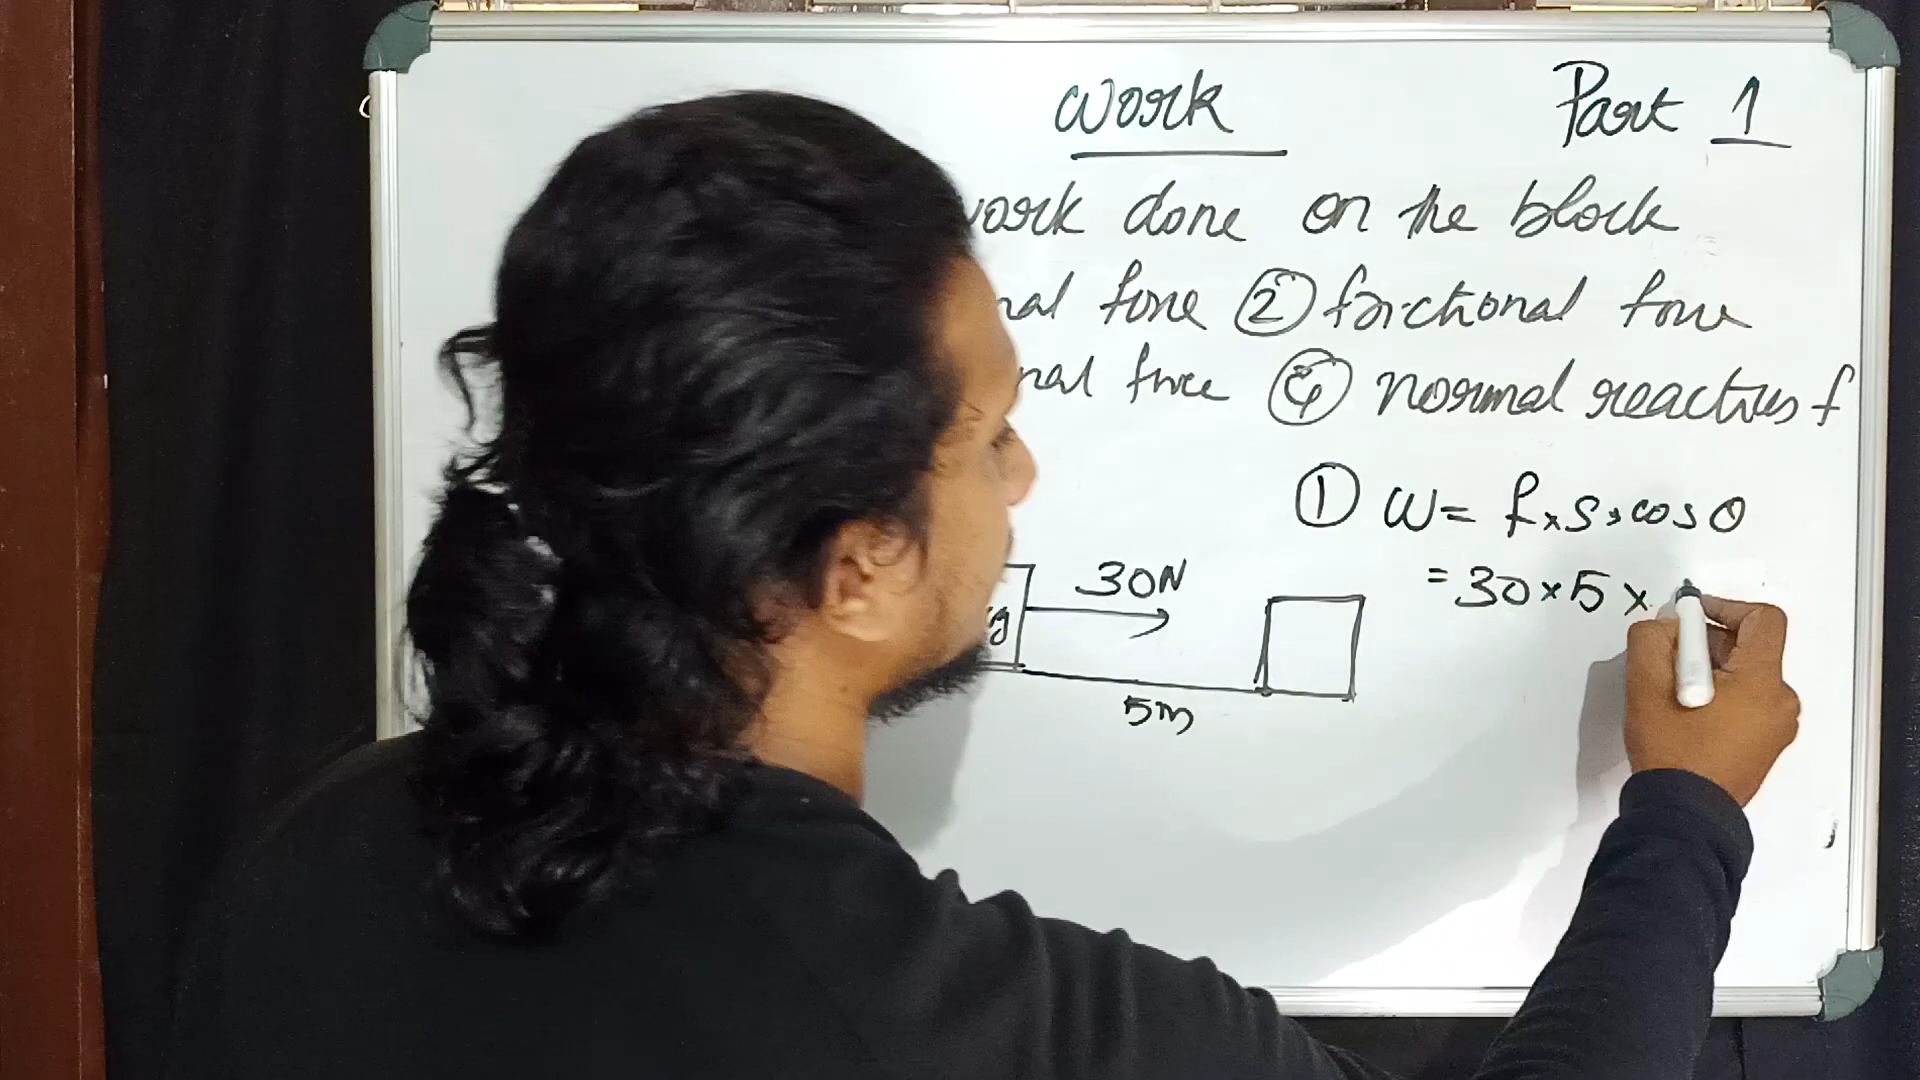 Work
Part 1
work done on the block
nal force ② frictional force
nal force ④ normal reaction f
① W = f × s × cos θ
= 30 × 5 ×
30N
g
5m